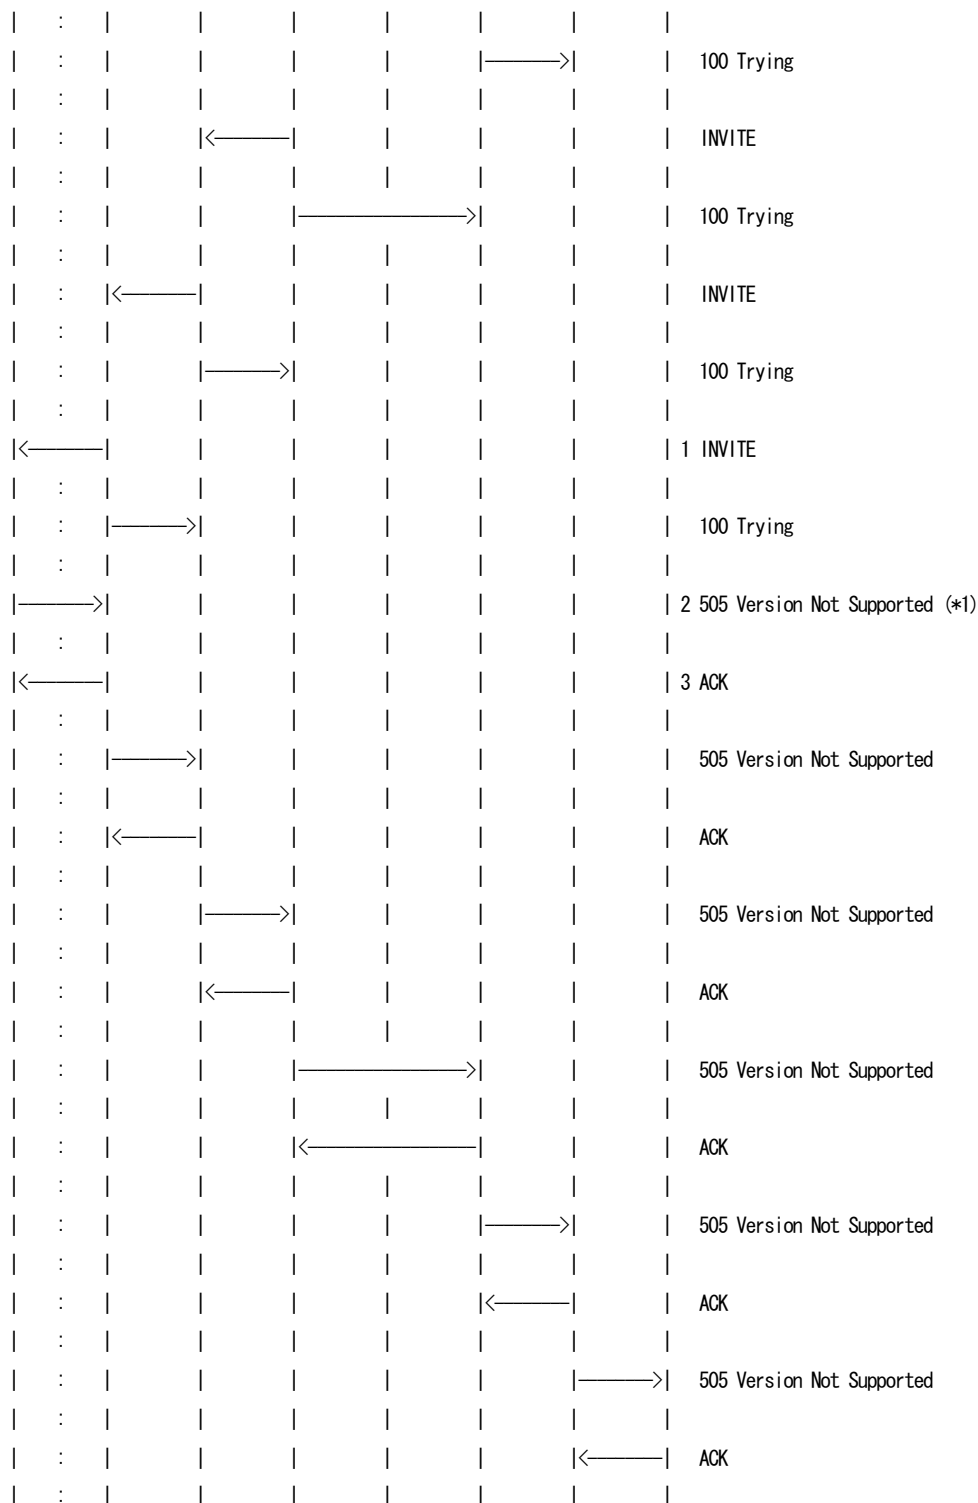 100 Trying
INVITE
100 Trying
INVITE
100 Trying
1 INVITE
100 Trying
2 505 Version Not Supported (*1)
3 ACK
505 Version Not Supported
ACK
505 Version Not Supported
ACK
505 Version Not Supported
ACK
505 Version Not Supported
ACK
505 Version Not Supported
ACK